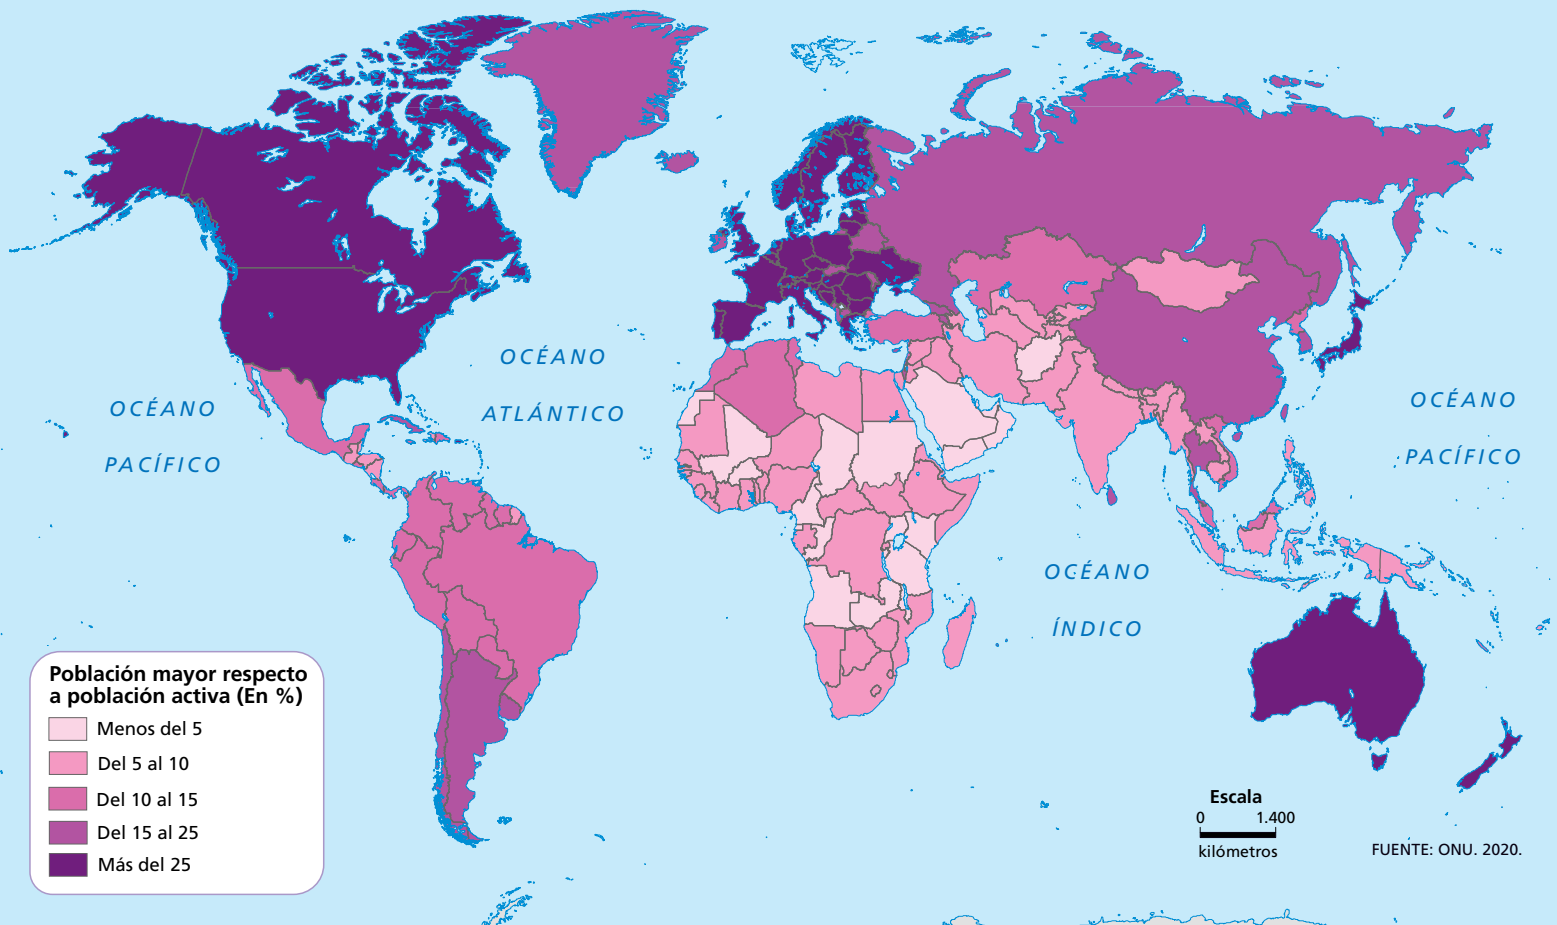 OCÉANO
ATLÁNTICO
OCÉANO
PACÍFICO
OCÉANO
PACÍFICO
OCÉANO
ÍNDICO
Población mayor respecto
a población activa (En %)
Menos del 5
Del 5 al 10
Del 10 al 15
Del 15 al 25
Más del 25
Escala
0 1.400
kilómetros
FUENTE: ONU. 2020.